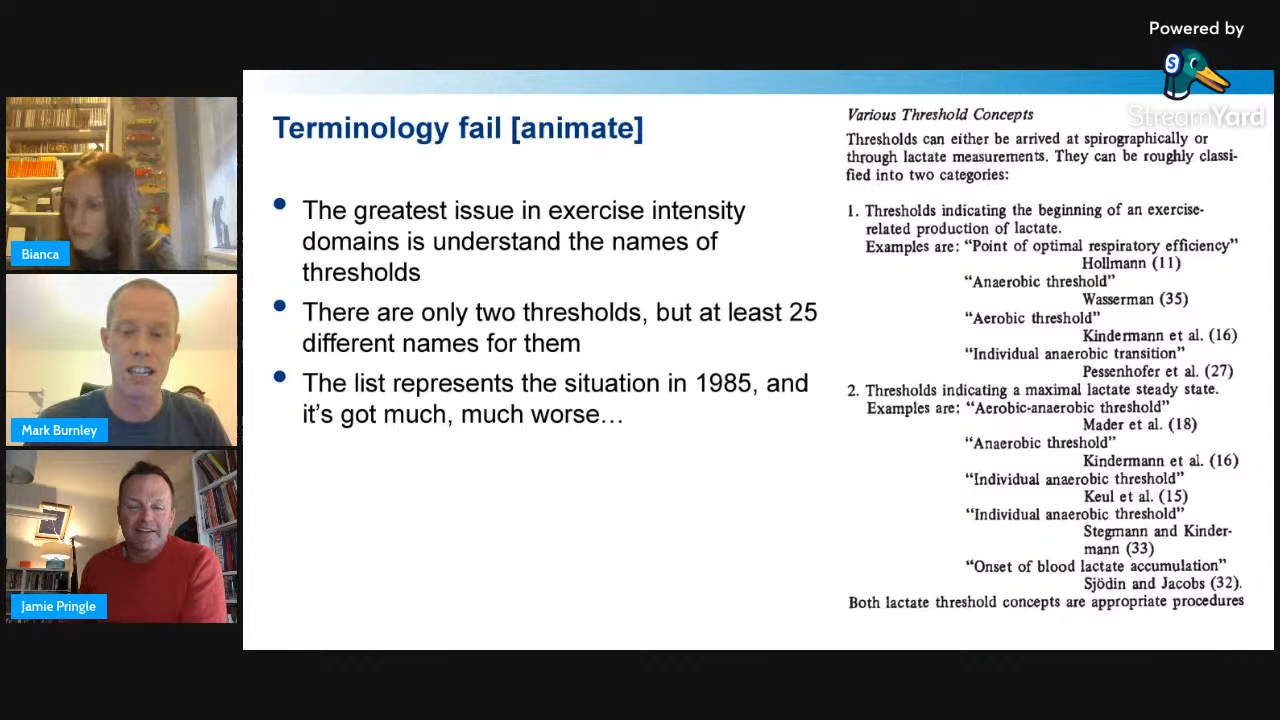 Powered by
S
StreamYard
Bianca
Mark Burnley
Jamie Pringle
Terminology fail [animate]
The greatest issue in exercise intensity
domains is understand the names of
thresholds
There are only two thresholds, but at least 25
different names for them
The list represents the situation in 1985, and
it's got much, much worse…
Various Threshold Concepts
Thresholds can either be arrived at spirographically or
through lactate measurements. They can be roughly classi-
fied into two categories:
1. Thresholds indicating the beginning of an exercise-
related production of lactate.
Examples are: "Point of optimal respiratory efficiency"
Hollmann (11)
"Anaerobic threshold"
Wasserman (35)
"Aerobic threshold"
Kindermann et al. (16)
"Individual anaerobic transition"
Pessenhofer et al. (27)
2. Thresholds indicating a maximal lactate steady state.
Examples are: "Aerobic-anaerobic threshold"
Mader et al. (18)
"Anaerobic threshold"
Kindermann et al. (16)
"Individual anaerobic threshold"
Keul et al. (15)
"Individual anaerobic threshold"
Stegmann and Kinder-
mann (33)
"Onset of blood lactate accumulation"
Sjödin and Jacobs (32).
Both lactate threshold concepts are appropriate procedures